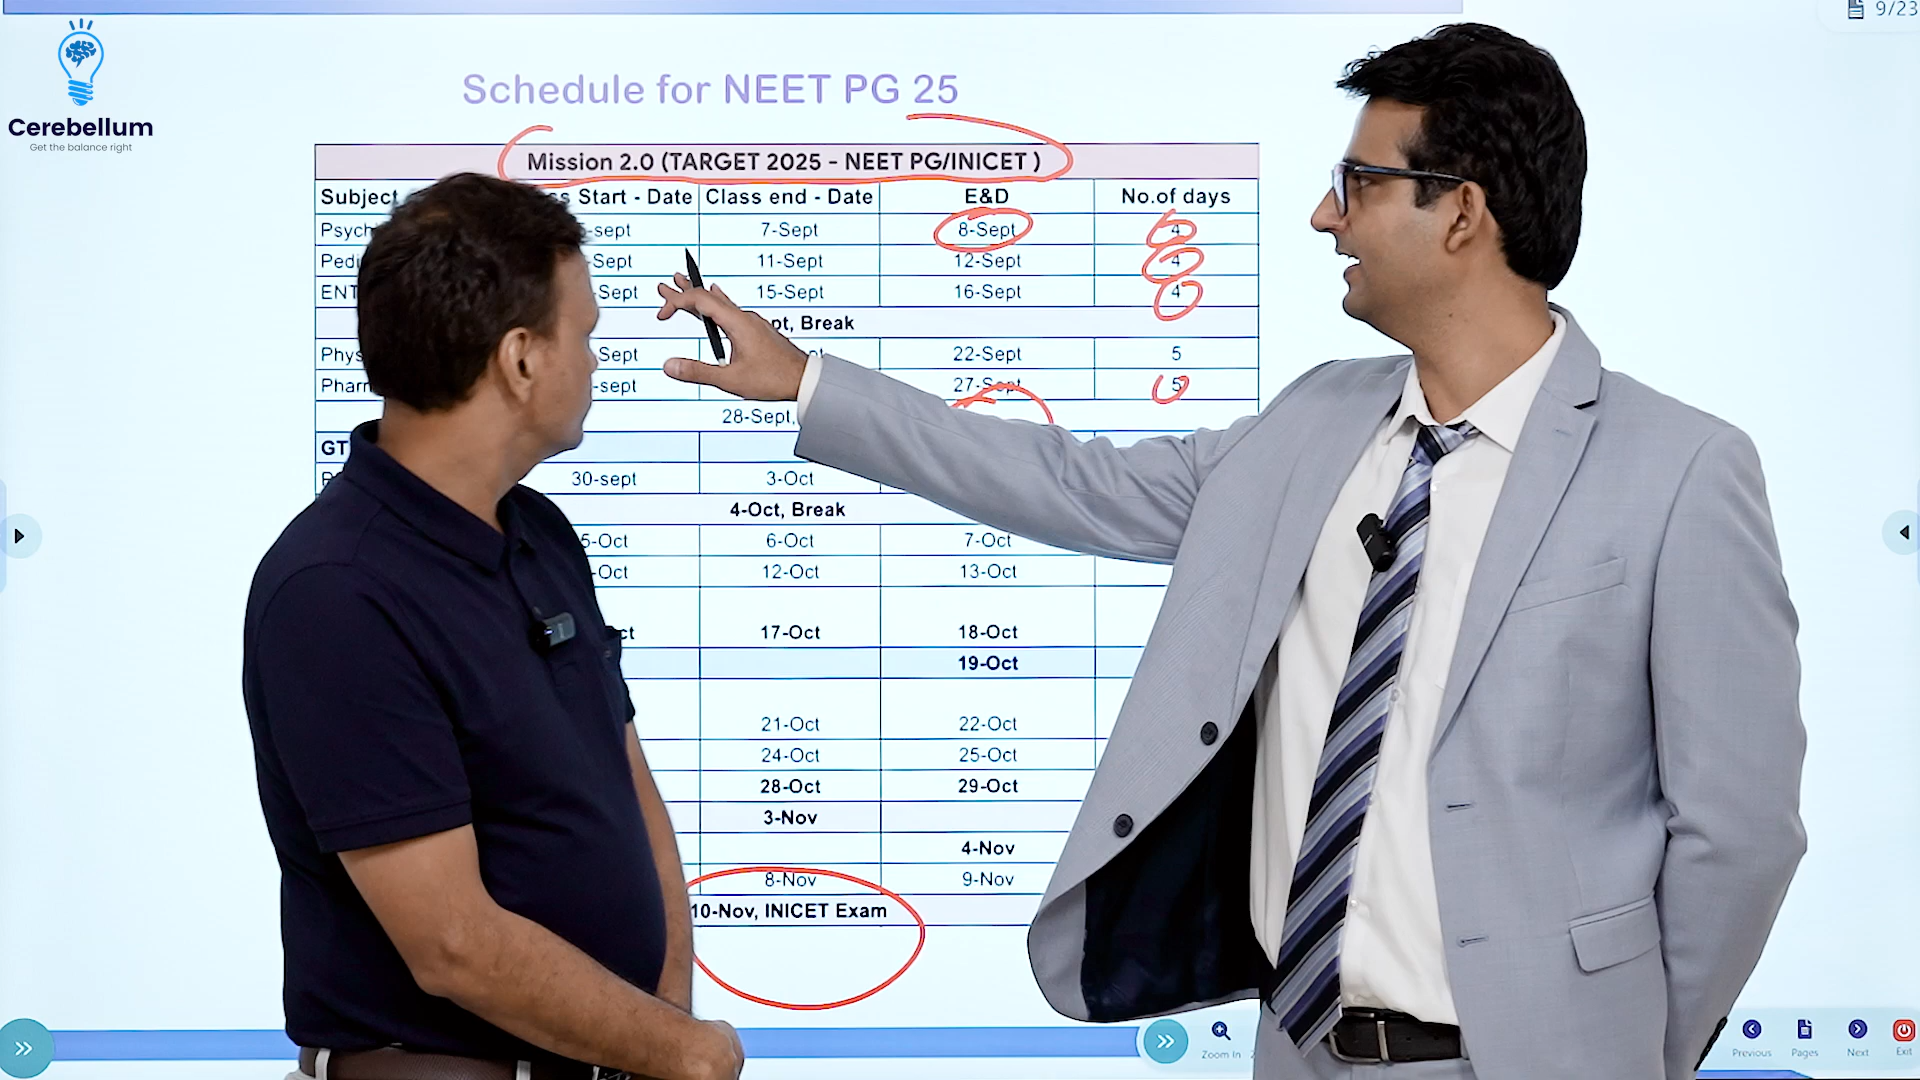 9/23
Cerebellum
Get the balance right
Schedule for NEET PG 25
Mission 2.0 (TARGET 2025 - NEET PG/INICET )
Subject Start - Date Class end - Date E&D No.of days
-sept 7-Sept 8-Sept 4
-Sept 11-Sept 12-Sept 4
ENT -Sept 15-Sept 16-Sept 4
Break
-Sept 22-Sept 5
-sept 27-Sept 5
28-Sept,
GT
30-sept 3-Oct
4-Oct, Break
5-Oct 6-Oct 7-Oct
-Oct 12-Oct 13-Oct
17-Oct 18-Oct
19-Oct
21-Oct 22-Oct
24-Oct 25-Oct
28-Oct 29-Oct
3-Nov
4-Nov
8-Nov 9-Nov
10-Nov, INICET Exam
Zoom In Previous Pages Next Exit